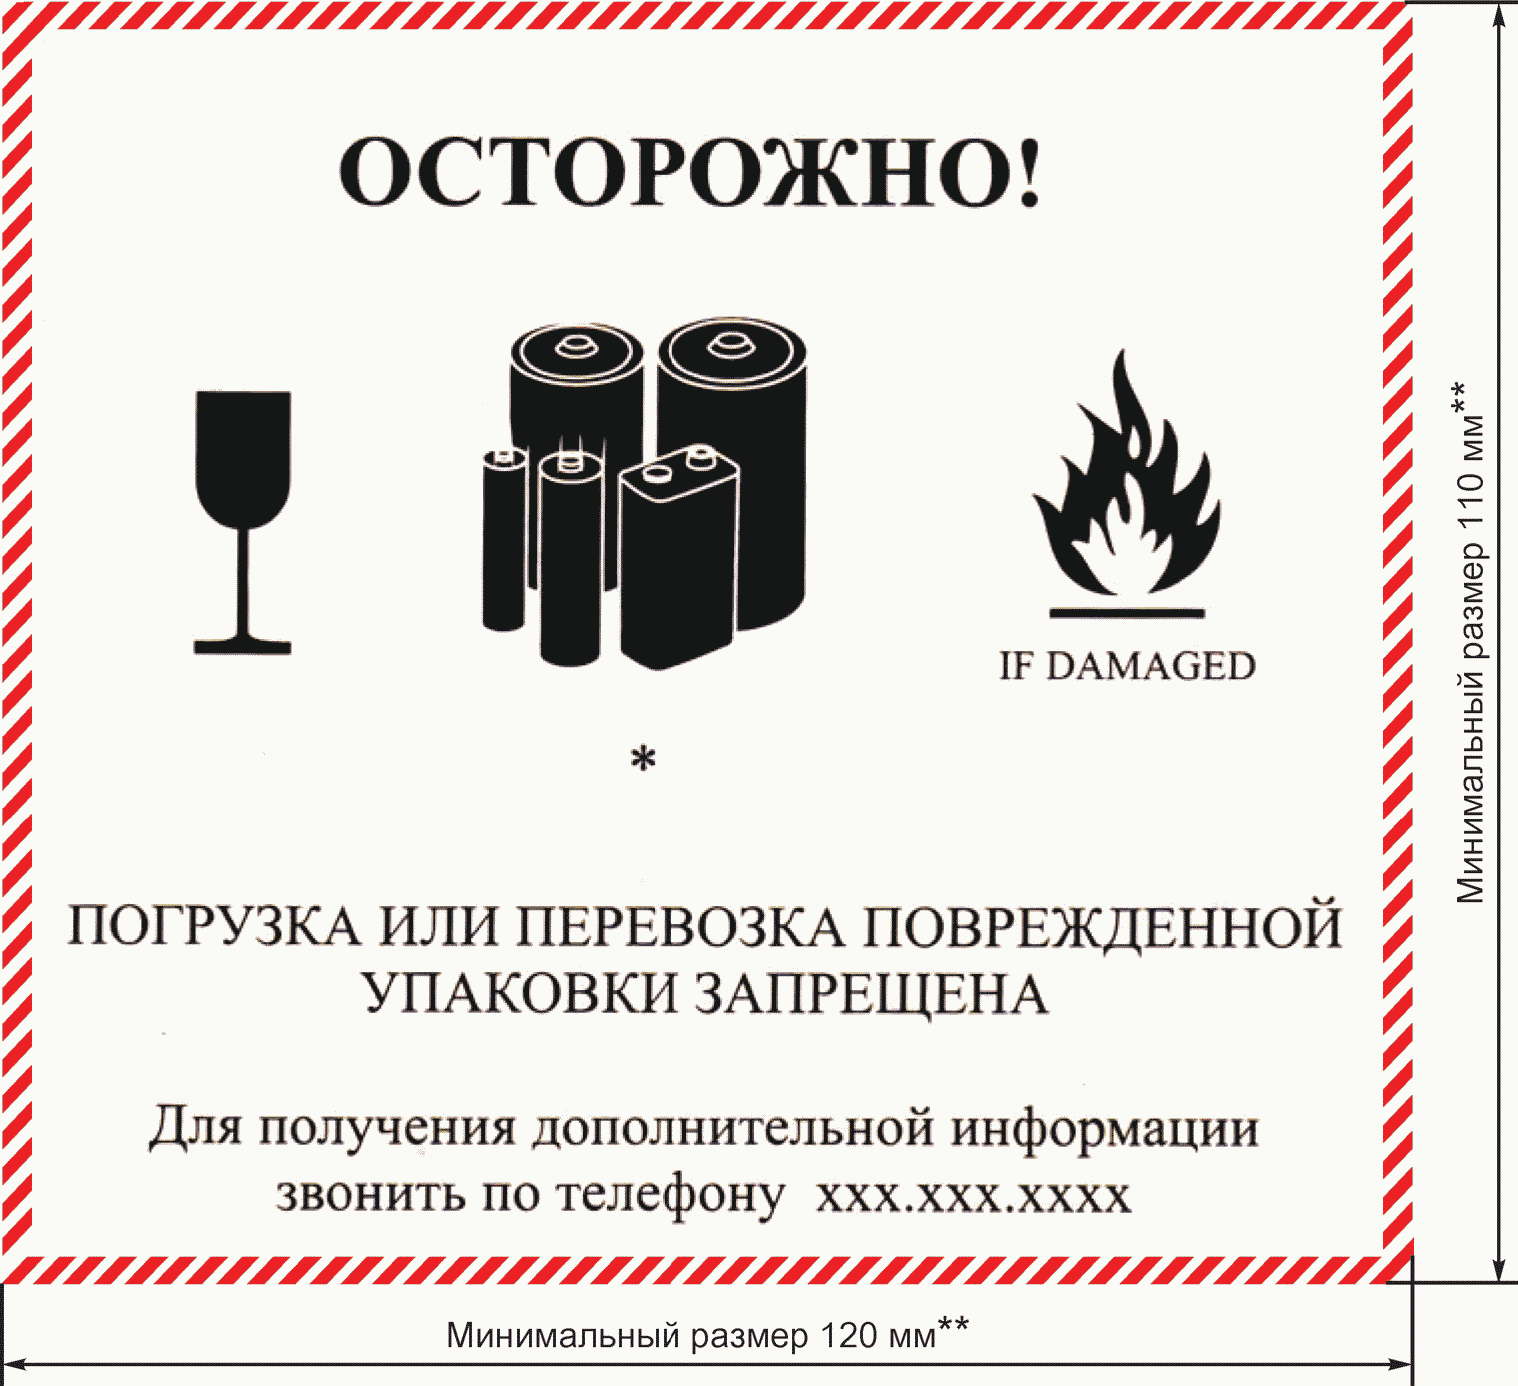 ОСТОРОЖНО!
IF DAMAGED
*
ПОГРУЗКА ИЛИ ПЕРЕВОЗКА ПОВРЕЖДЕННОЙ
УПАКОВКИ ЗАПРЕЩЕНА
Для получения дополнительной информации
звонить по телефону xxx.xxx.xxxx
Минимальный размер 120 мм**
Минимальный размер 110 мм**